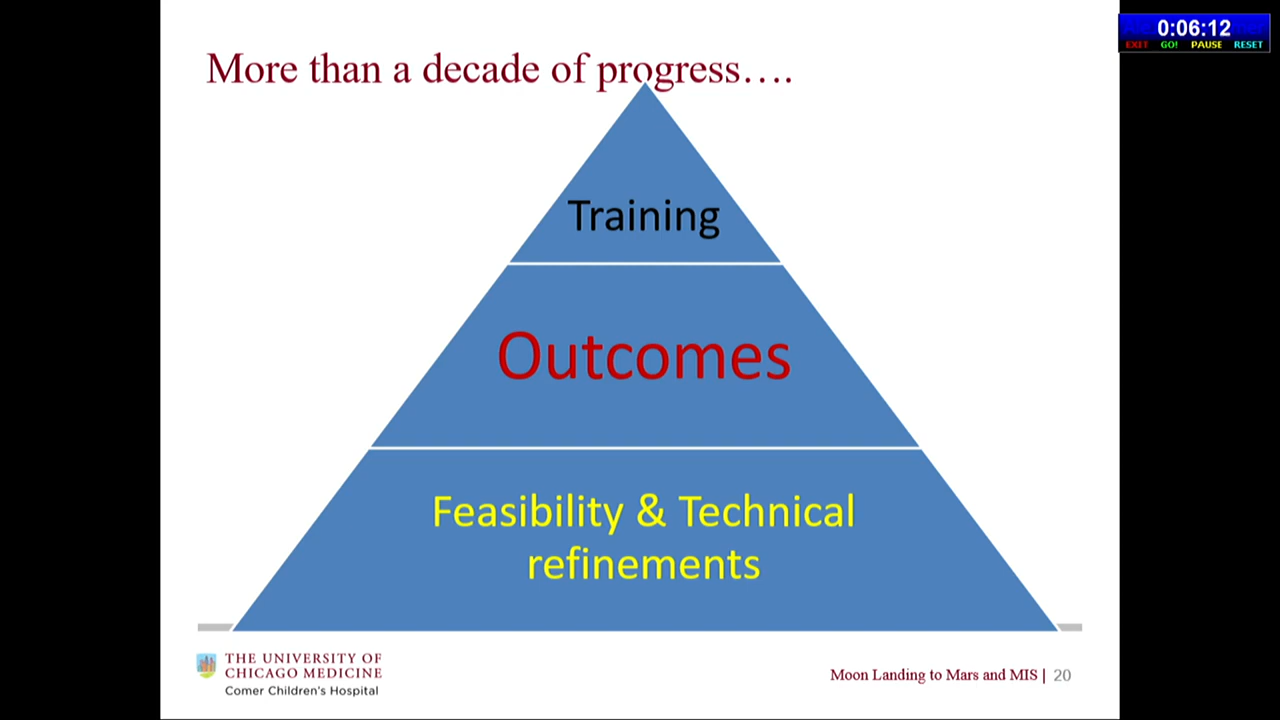 0:06:12
EXIT GO! PAUSE RESET
More than a decade of progress….
Training
Outcomes
Feasibility & Technical
refinements
THE UNIVERSITY OF
CHICAGO MEDICINE
Comer Children's Hospital
Moon Landing to Mars and MIS | 20